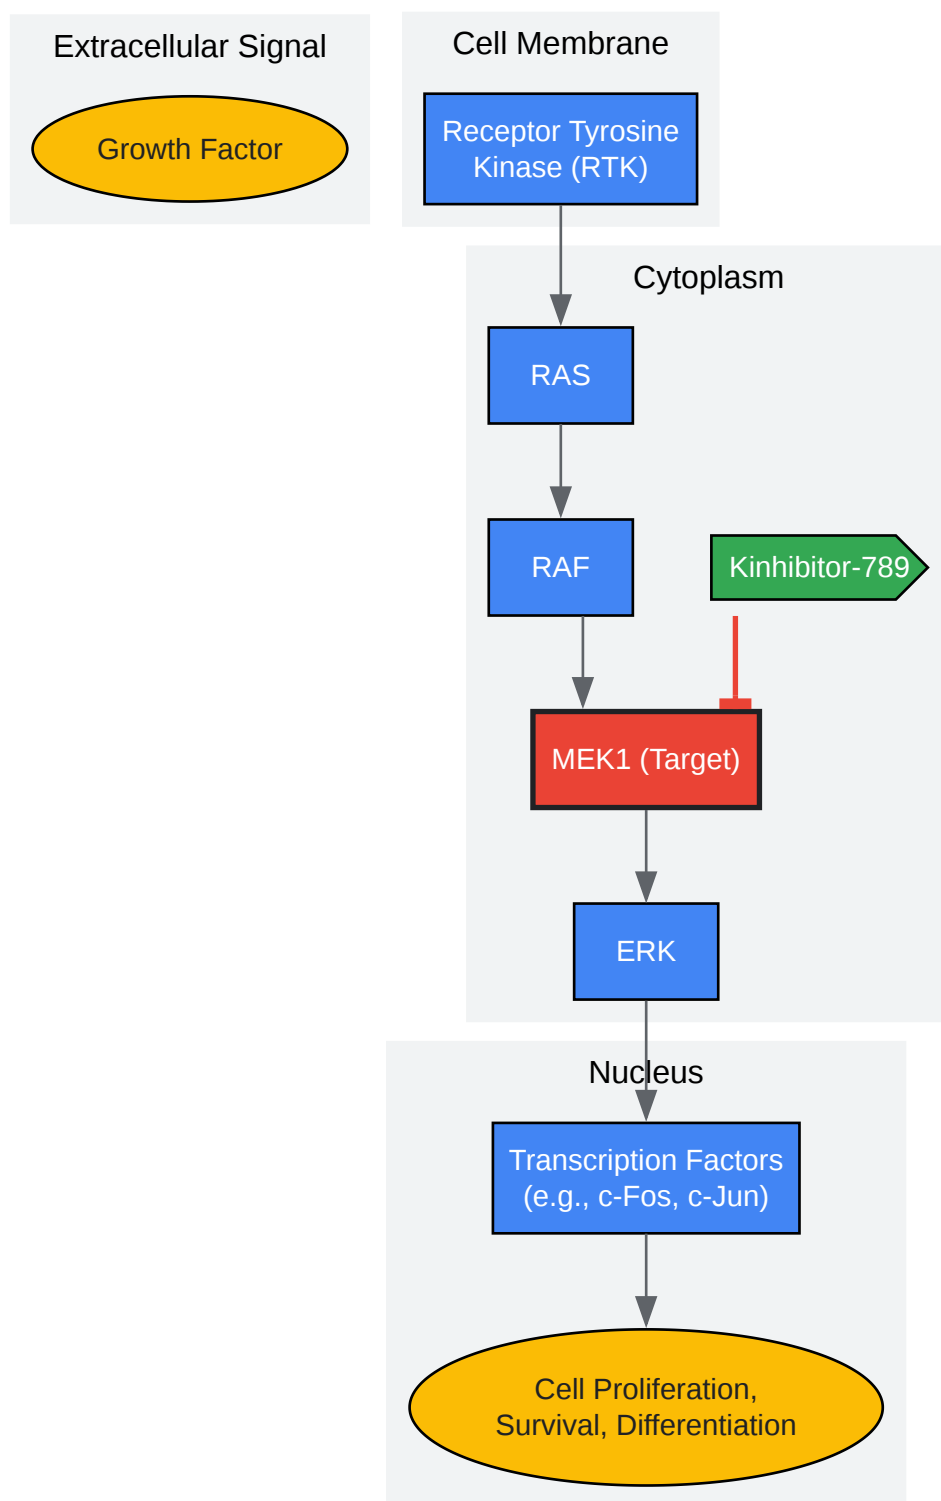 Extracellular Signal
Growth Factor
Cell Membrane
Receptor Tyrosine
Kinase (RTK)
Cytoplasm
RAS
RAF
Kinhibitor-789
MEK1 (Target)
ERK
Nucleus
Transcription Factors
(e.g., c-Fos, c-Jun)
Cell Proliferation,
Survival, Differentiation